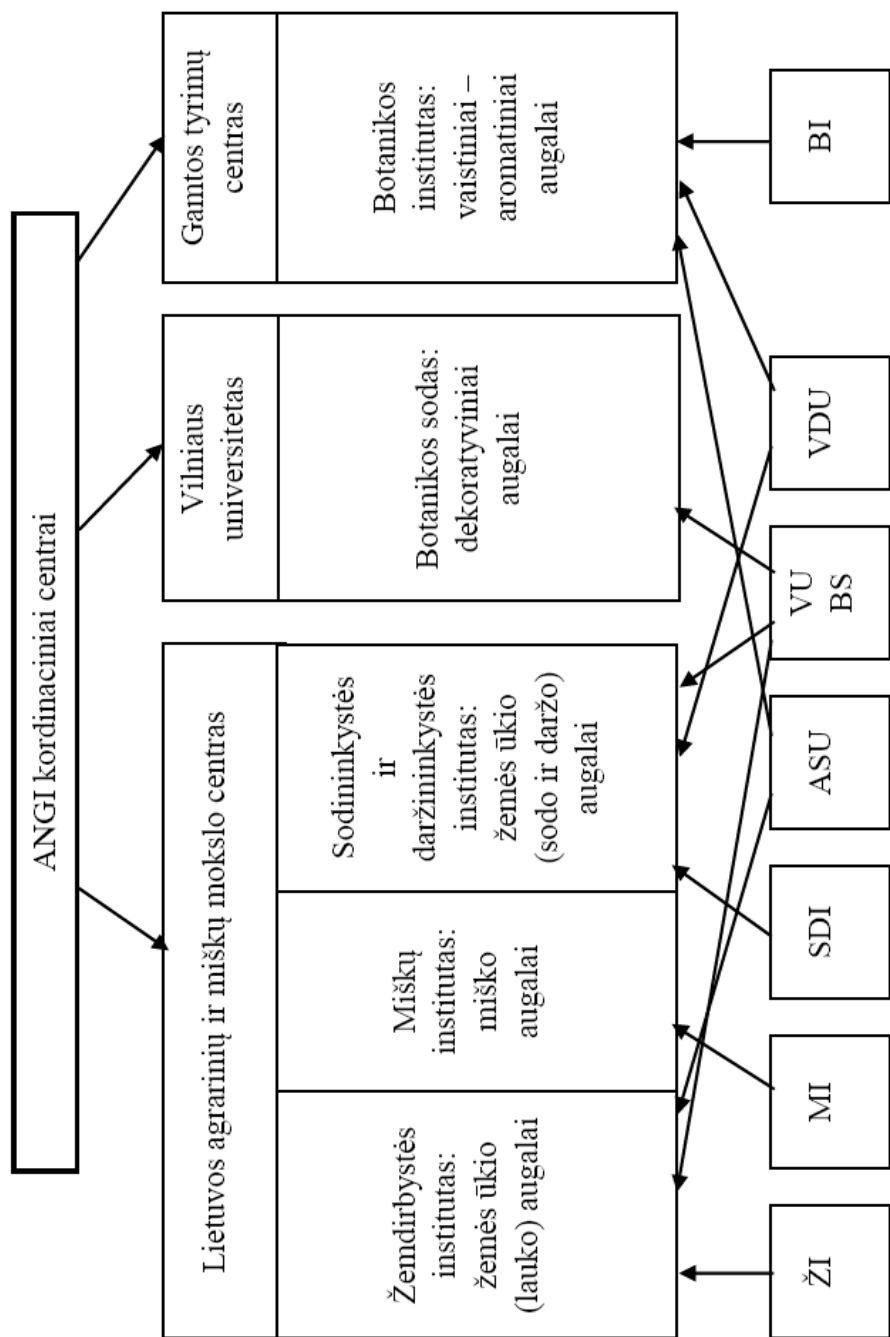 ANGI kordinaciniai centrai
Lietuvos agrarinių ir miškų mokslo centras
Vilniaus
universitetas
Gamtos tyrimų
centras
Žemdirbystės
institutas:
žemės ūkio
(lauko) augalai
Miškų
institutas:
miško
augalai
Sodininkystės
ir
daržininkystės
institutas:
žemės ūkio
(sodo ir daržo)
augalai
Botanikos sodas:
dekoratyviniai
augalai
Botanikos
institutas:
vaistiniai –
aromatiniai
augalai
ŽI
MI
SDI
ASU
VU
BS
VDU
BI